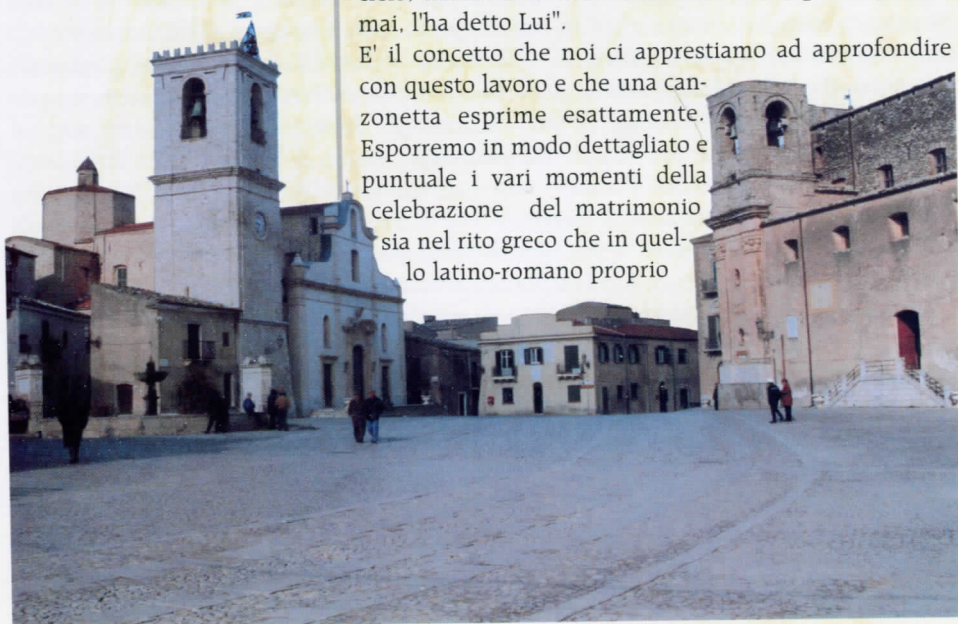 mai, l'ha detto Lui".
E' il concetto che noi ci apprestiamo ad approfondire
con questo lavoro e che una can-
zonetta esprime esattamente.
Esporremo in modo dettagliato e
puntuale i vari momenti della
celebrazione del matrimonio
sia nel rito greco che in quel-
lo latino-romano proprio